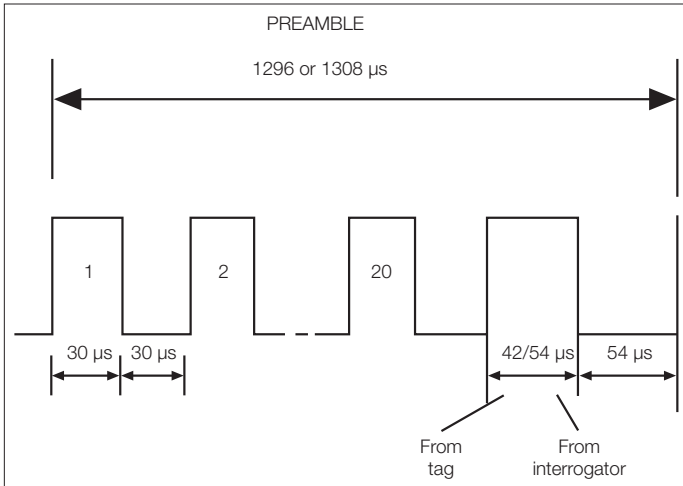 PREAMBLE
1296 or 1308 µs
1
2
20
30 µs
30 µs
42/54 µs
54 µs
From
tag
From
interrogator